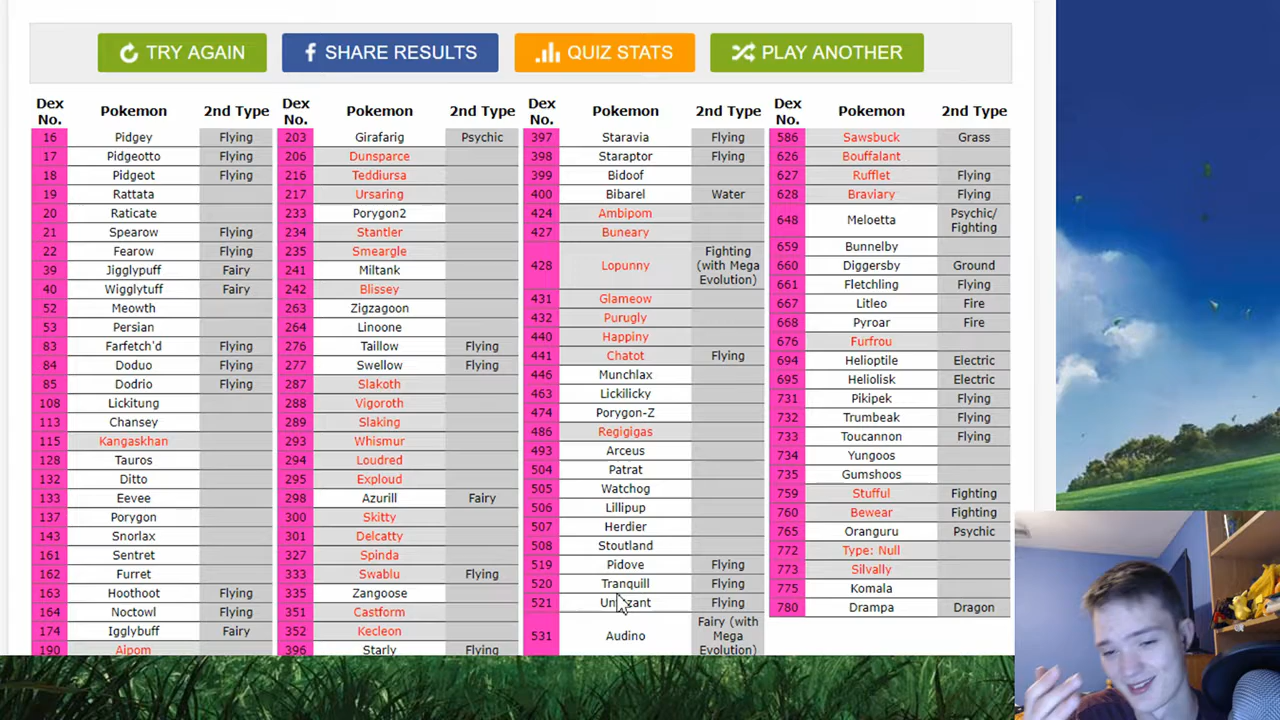 TRY AGAIN
SHARE RESULTS
QUIZ STATS
PLAY ANOTHER
Dex No. Pokemon 2nd Type
16 Pidgey Flying
17 Pidgeotto Flying
18 Pidgeot Flying
19 Rattata
20 Raticate
21 Spearow Flying
22 Fearow Flying
39 Jigglypuff Fairy
40 Wigglytuff Fairy
52 Meowth
53 Persian
83 Farfetch'd Flying
84 Doduo Flying
85 Dodrio Flying
108 Lickitung
113 Chansey
115 Kangaskhan
128 Tauros
132 Ditto
133 Eevee
137 Porygon
143 Snorlax
161 Sentret
162 Furret
163 Hoothoot Flying
164 Noctowl Flying
174 Igglybuff Fairy
190 Aipom
Dex No. Pokemon 2nd Type
203 Girafarig Psychic
206 Dunsparce
216 Teddiursa
217 Ursaring
233 Porygon2
234 Stantler
235 Smeargle
241 Miltank
242 Blissey
263 Zigzagoon
264 Linoone
276 Taillow Flying
277 Swellow Flying
287 Slakoth
288 Vigoroth
289 Slaking
293 Whismur
294 Loudred
295 Exploud
298 Azurill Fairy
300 Skitty
301 Delcatty
327 Spinda
333 Swablu Flying
335 Zangoose
351 Castform
352 Kecleon
396 Starly Flying
Dex No. Pokemon 2nd Type
397 Staravia Flying
398 Staraptor Flying
399 Bidoof
400 Bibarel Water
424 Ambipom
427 Buneary
428 Lopunny Fighting (with Mega Evolution)
431 Glameow
432 Purugly
440 Happiny
441 Chatot Flying
446 Munchlax
463 Lickilicky
474 Porygon-Z
486 Regigigas
493 Arceus
504 Patrat
505 Watchog
506 Lillipup
507 Herdier
508 Stoutland
519 Pidove Flying
520 Tranquill Flying
521 Flying
531 Audino Fairy (with Mega Evolution)
Dex No. Pokemon 2nd Type
586 Sawsbuck Grass
626 Bouffalant
627 Rufflet Flying
628 Braviary Flying
648 Meloetta Psychic/ Fighting
659 Bunnelby
660 Diggersby Ground
661 Fletchling Flying
667 Litleo Fire
668 Pyroar Fire
676 Furfrou
694 Helioptile Electric
695 Heliolisk Electric
731 Pikipek Flying
732 Trumbeak Flying
733 Toucannon Flying
734 Yungoos
735 Gumshoos
759 Stufful Fighting
760 Bewear Fighting
765 Oranguru Psychic
772 Type: Null
773 Silvally
775 Komala
780 Drampa Dragon